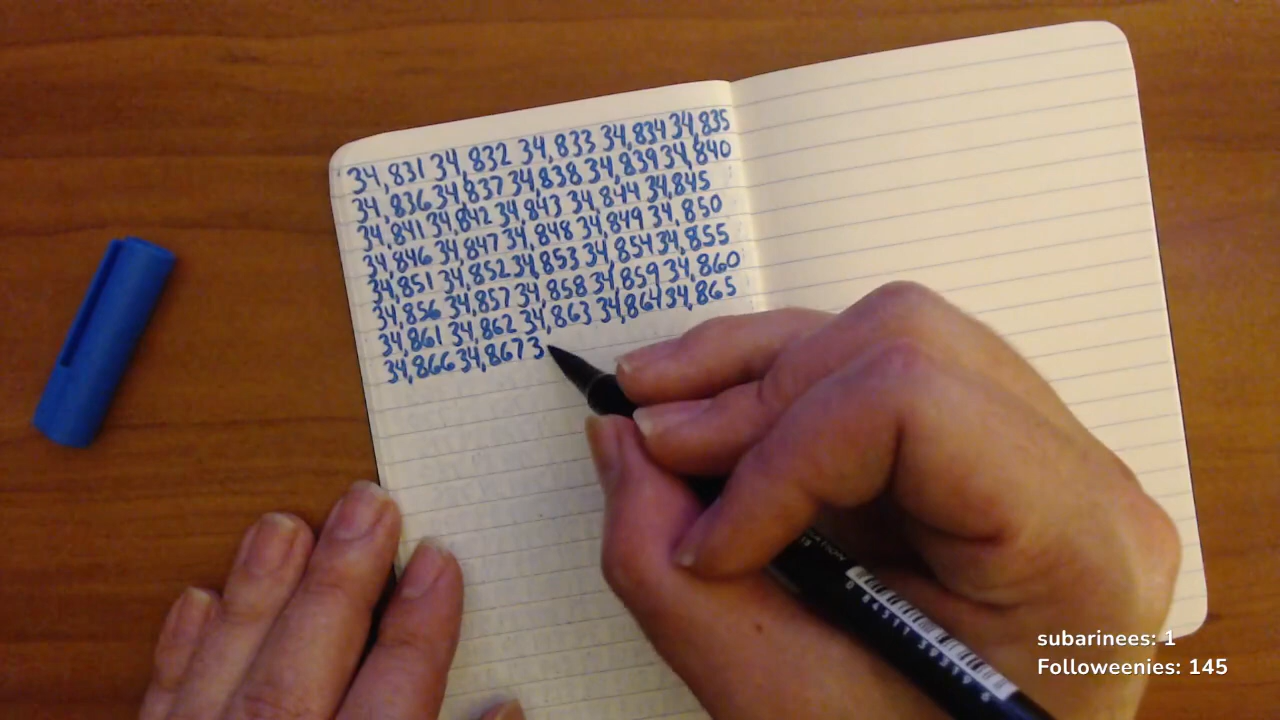 34,831 34,832 34,833 34,834 34,835
34,836 34,837 34,838 34,839 34,840
34,841 34,842 34,843 34,844 34,845
34,846 34,847 34,848 34,849 34,850
34,851 34,852 34,853 34,854 34,855
34,856 34,857 34,858 34,859 34,860
34,861 34,862 34,863 34,864 34,865
34,866 34,867 3
subarinees: 1
Followeenies: 145